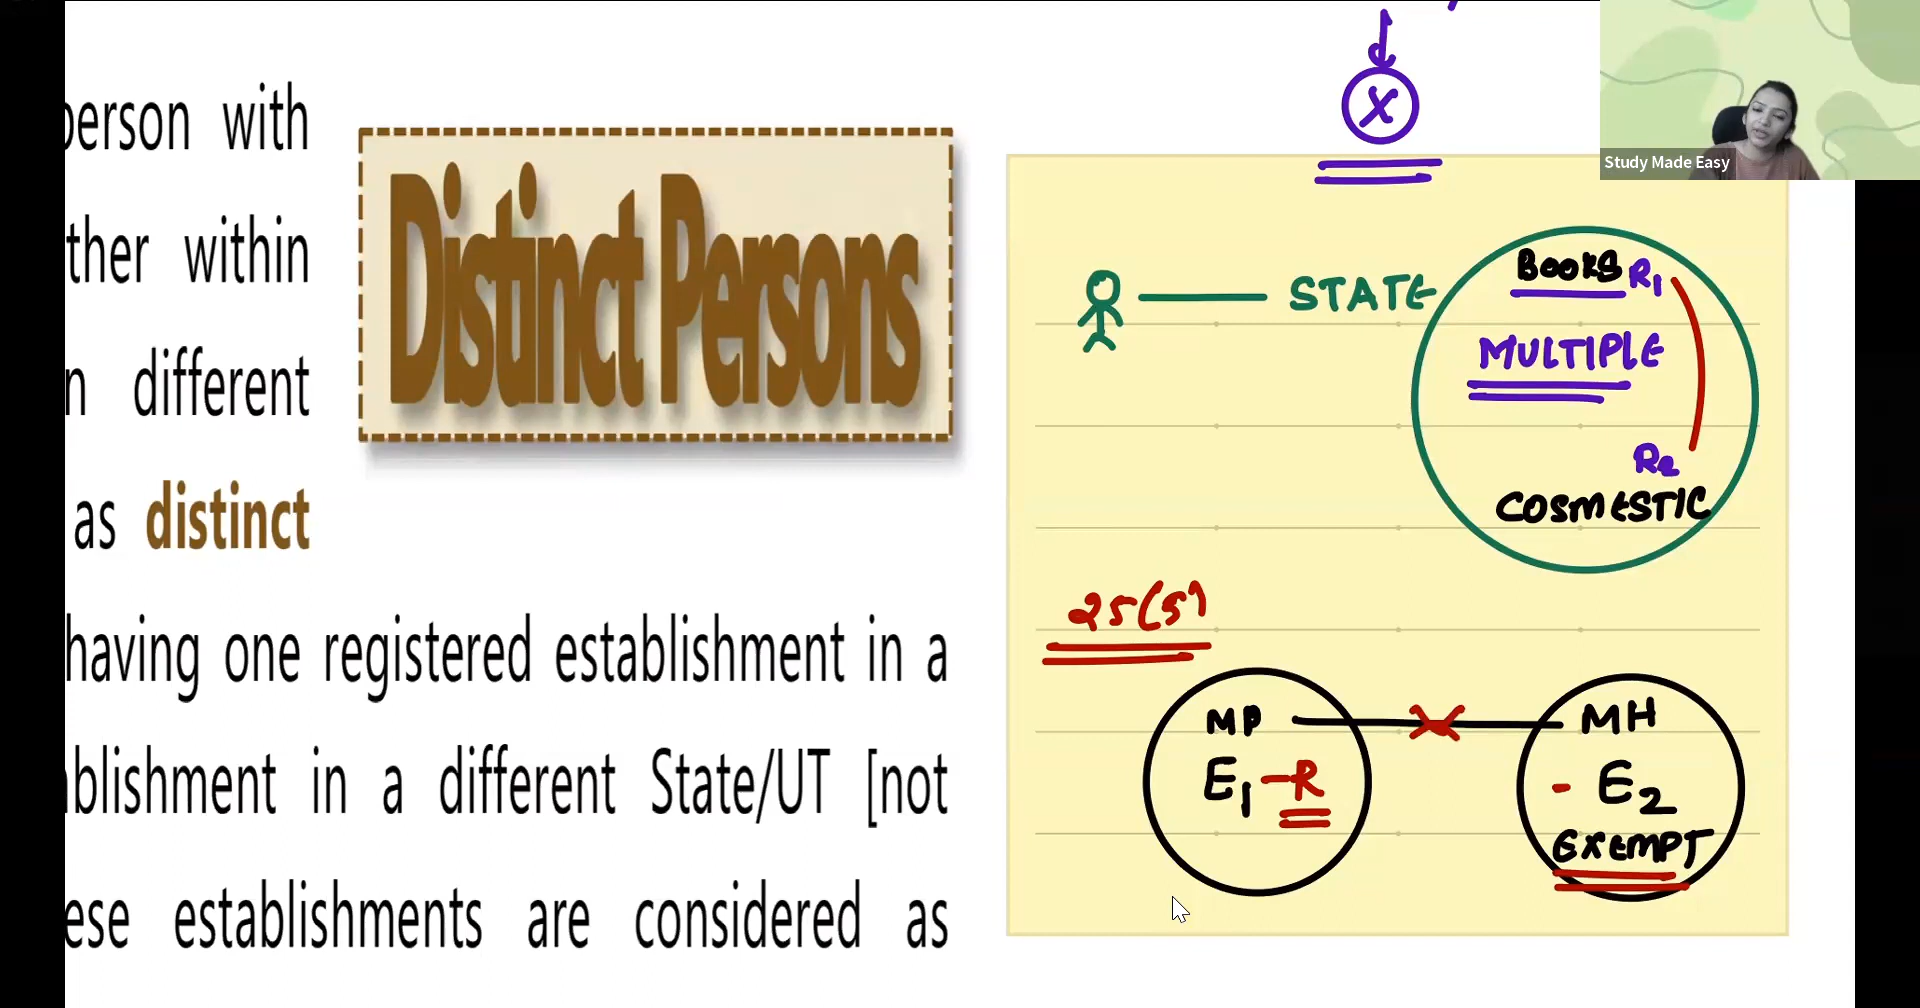 person with
ther within
n different
as distinct
having one registered establishment in a
blishment in a different State/UT [not
ese establishments are considered as
Distinct Persons
X
Study Made Easy
STATE
BOOKS R1
MULTIPLE
R2
COSMESTIC
25(5)
MP
E1 - R
MH
- E2
EXEMPT